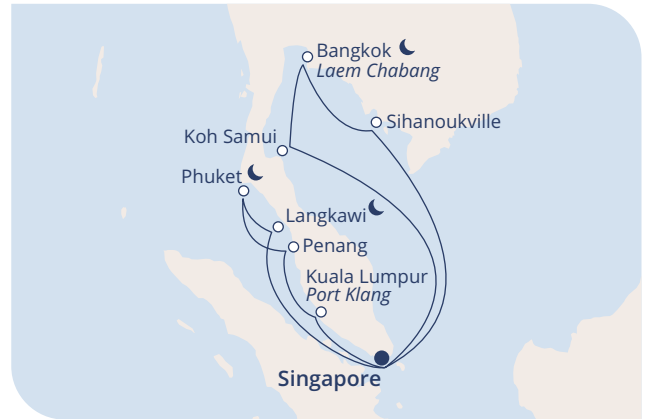 Bangkok
Laem Chabang
Sihanoukville
Koh Samui
Phuket
Langkawi
Penang
Kuala Lumpur
Port Klang
Singapore